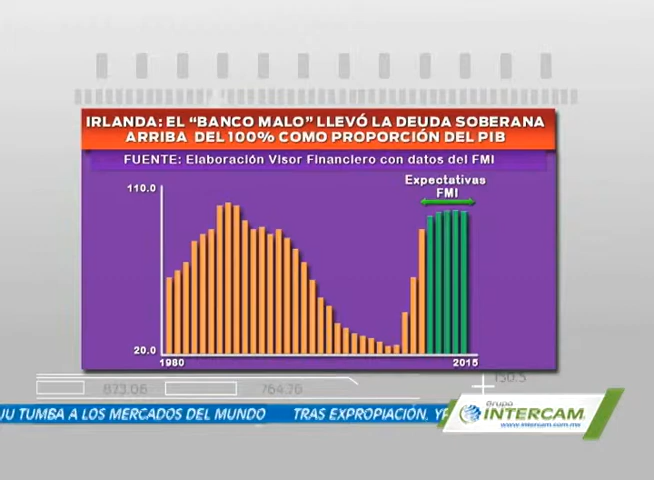 IRLANDA: EL “BANCO MALO” LLEVÓ LA DEUDA SOBERANA
ARRIBA DEL 100% COMO PROPORCIÓN DEL PIB
FUENTE: Elaboración Visor Financiero con datos del FMI
Expectativas
FMI
110.0
20.0
1980
2015
130.5
873.06
764.70
TUMBA A LOS MERCADOS DEL MUNDO TRAS EXPROPIACIÓN,
Grupo
INTERCAM
www.intercam.com.mx